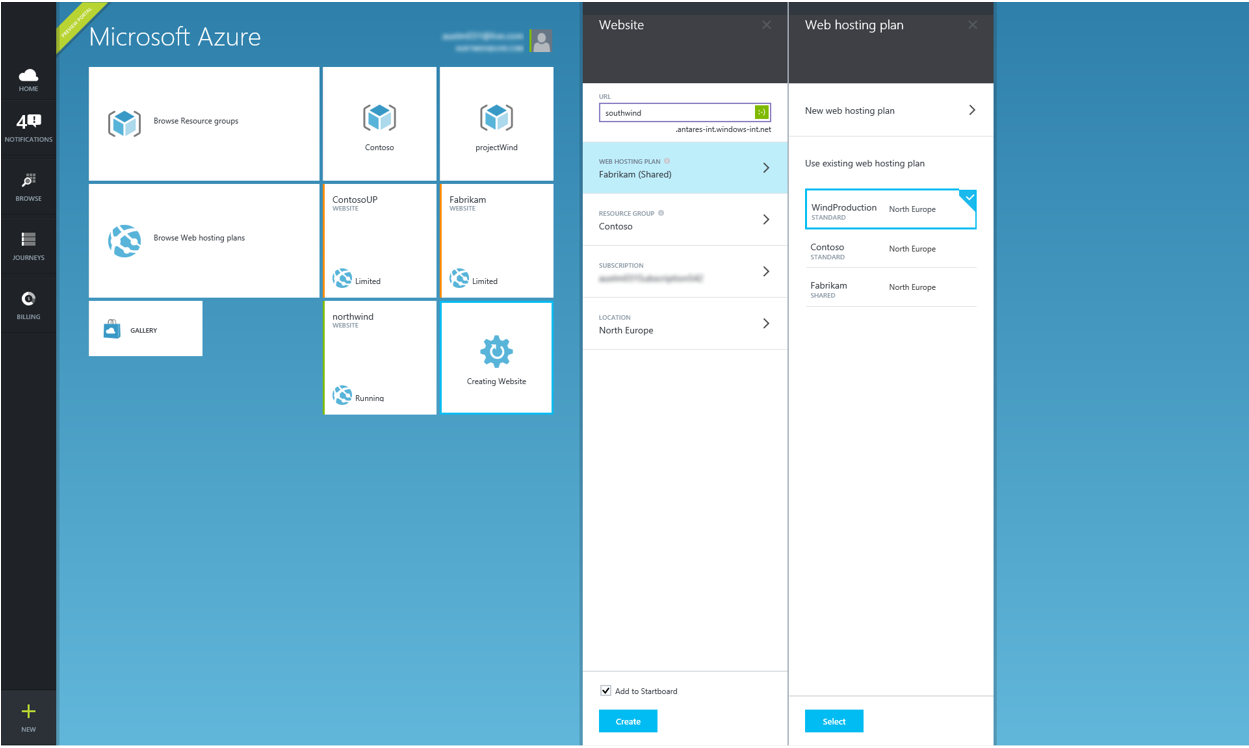 PREVIEW PORTAL
Microsoft Azure
HOME
4
NOTIFICATIONS
BROWSE
JOURNEYS
BILLING
NEW
Browse Resource groups
Contoso
projectWind
Browse Web hosting plans
ContosoUP
WEBSITE
Limited
Fabrikam
WEBSITE
Limited
GALLERY
northwind
WEBSITE
Running
Creating Website
Website
URL
southwind
.antares-int.windows-int.net
WEB HOSTING PLAN
Fabrikam (Shared)
RESOURCE GROUP
Contoso
SUBSCRIPTION
LOCATION
North Europe
Add to Startboard
Create
Web hosting plan
New web hosting plan
Use existing web hosting plan
WindProduction North Europe
STANDARD
Contoso North Europe
STANDARD
Fabrikam North Europe
SHARED
Select